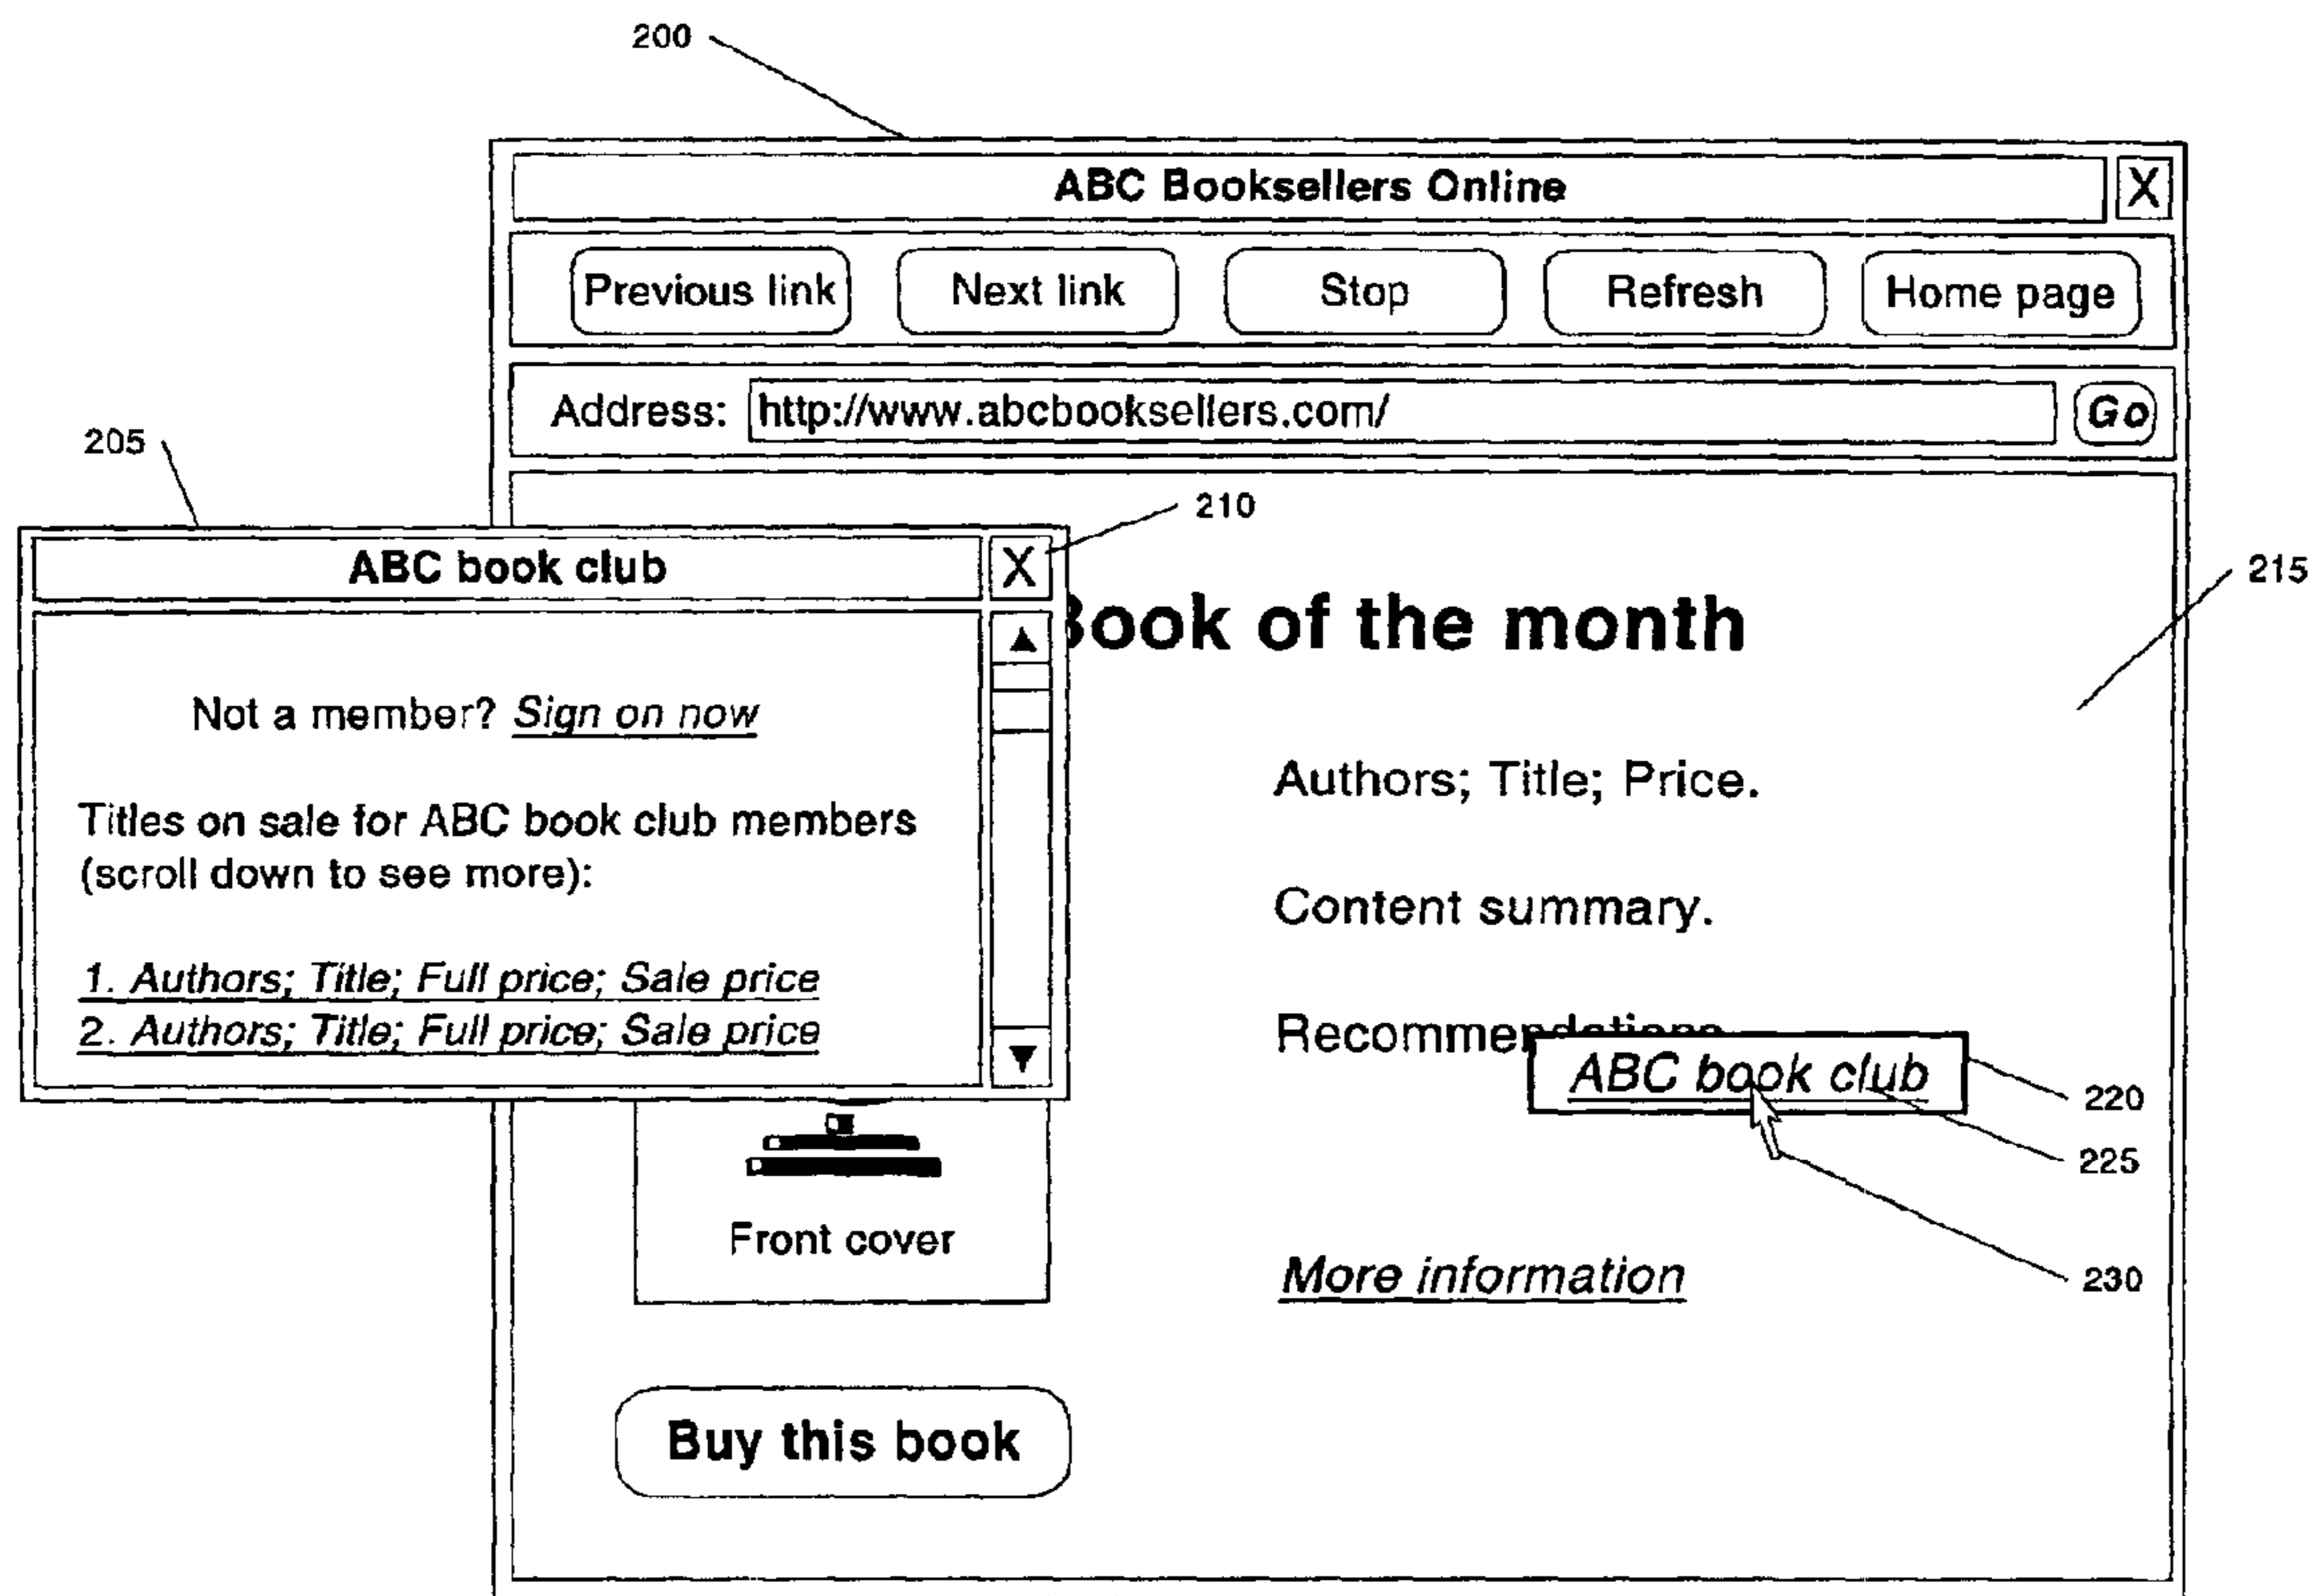 200
ABC Booksellers Online X
Previous link Next link Stop Refresh Home page
Address: http://www.abcbooksellers.com/ Go
205
210
ABC book club X
215
Book of the month
Not a member? Sign on now
Titles on sale for ABC book club members
(scroll down to see more):
1. Authors; Title; Full price; Sale price
2. Authors; Title; Full price; Sale price
Authors; Title; Price.
Content summary.
Recommendations
ABC book club
220
225
230
Front cover
More information
Buy this book